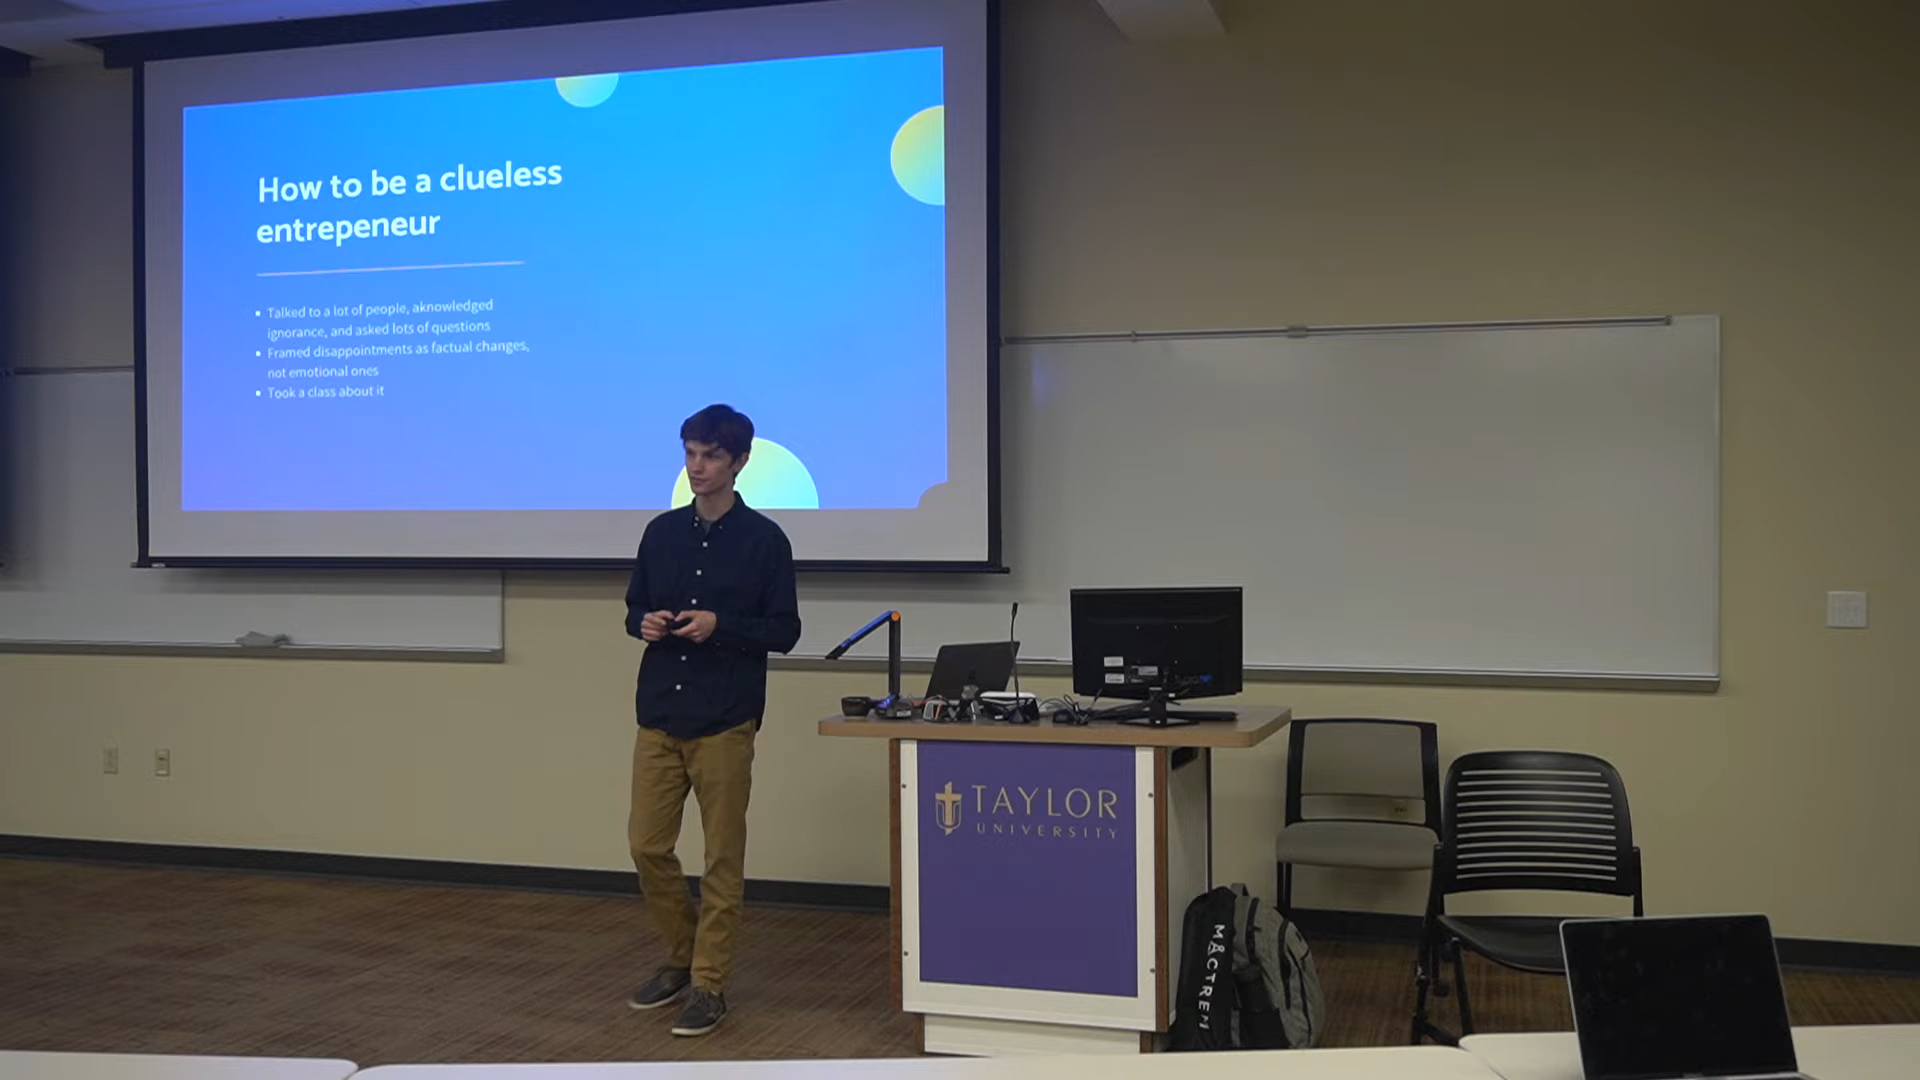 How to be a clueless
entrepeneur
Talked to a lot of people, aknowledged
ignorance, and asked lots of questions
Framed disappointments as factual changes,
not emotional ones
Took a class about it
TAYLOR
UNIVERSITY